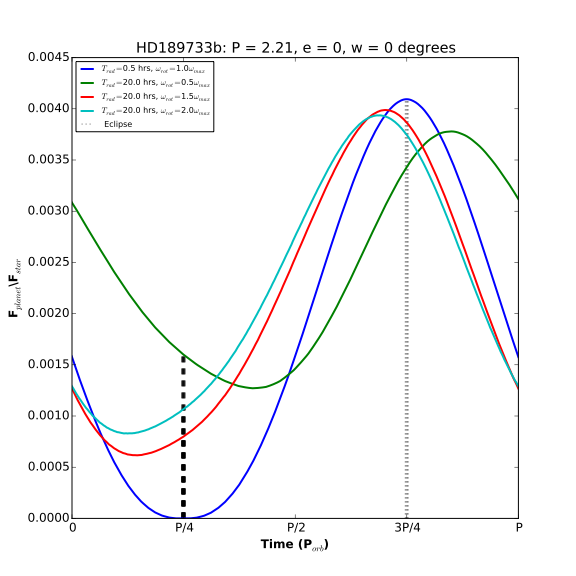 HD189733b: P = 2.21, e = 0, w = 0 degrees
T_rad=0.5 hrs, ω_rot=1.0ω_max
T_rad=20.0 hrs, ω_rot=0.5ω_max
T_rad=20.0 hrs, ω_rot=1.5ω_max
T_rad=20.0 hrs, ω_rot=2.0ω_max
Eclipse
0.0045
0.0040
0.0035
0.0030
0.0025
0.0020
0.0015
0.0010
0.0005
0.0000
F_planet\F_star
0 P/4 P/2 3P/4 P
Time (P_orb)